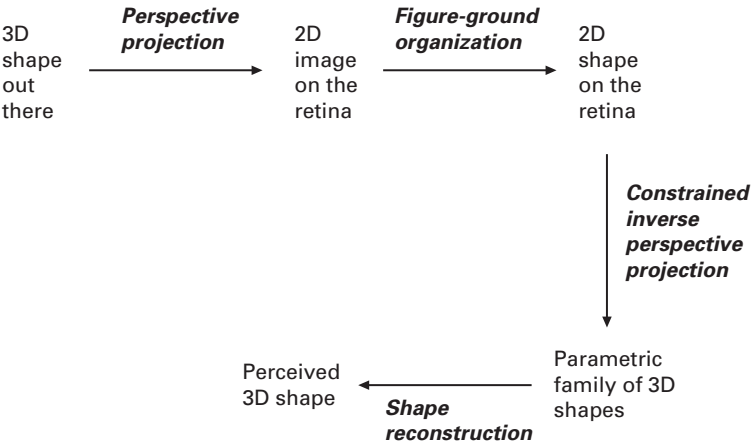 3D
shape
out
there
Perspective
projection
2D
image
on the
retina
Figure-ground
organization
2D
shape
on the
retina
Constrained
inverse
perspective
projection
Parametric
family of 3D
shapes
Shape
reconstruction
Perceived
3D shape